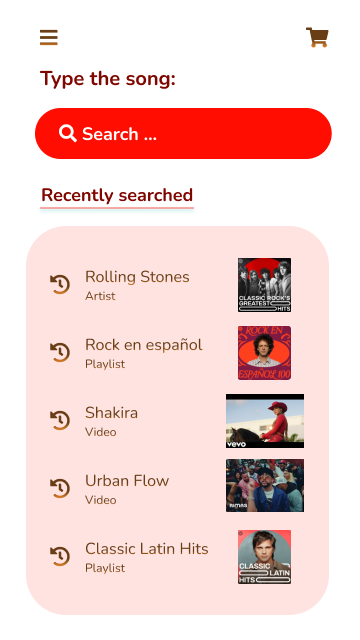 Type the song:
Search ...
Recently searched
Rolling Stones
Artist
CLASSIC ROCK'S
GREATEST
HITS
Rock en español
Playlist
ROCK EN
ESPAÑOL 100
Shakira
Video
vevo
Urban Flow
Video
RIMAS
Classic Latin Hits
Playlist
CLASSIC
LATIN
HITS